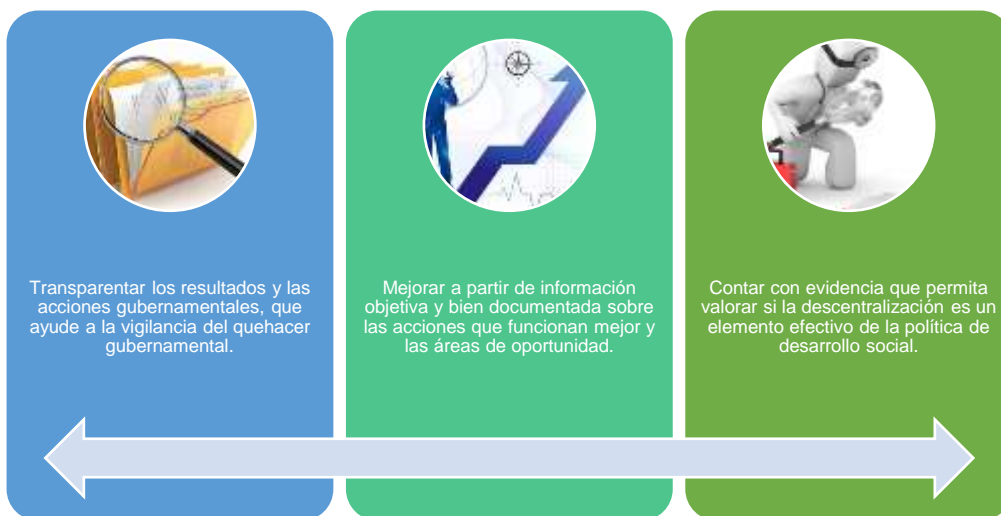 Transparentar los resultados y las
acciones gubernamentales, que
ayude a la vigilancia del quehacer
gubernamental.
Mejorar a partir de información
objetiva y bien documentada sobre
las acciones que funcionan mejor y
las áreas de oportunidad.
Contar con evidencia que permita
valorar si la descentralización es un
elemento efectivo de la política de
desarrollo social.